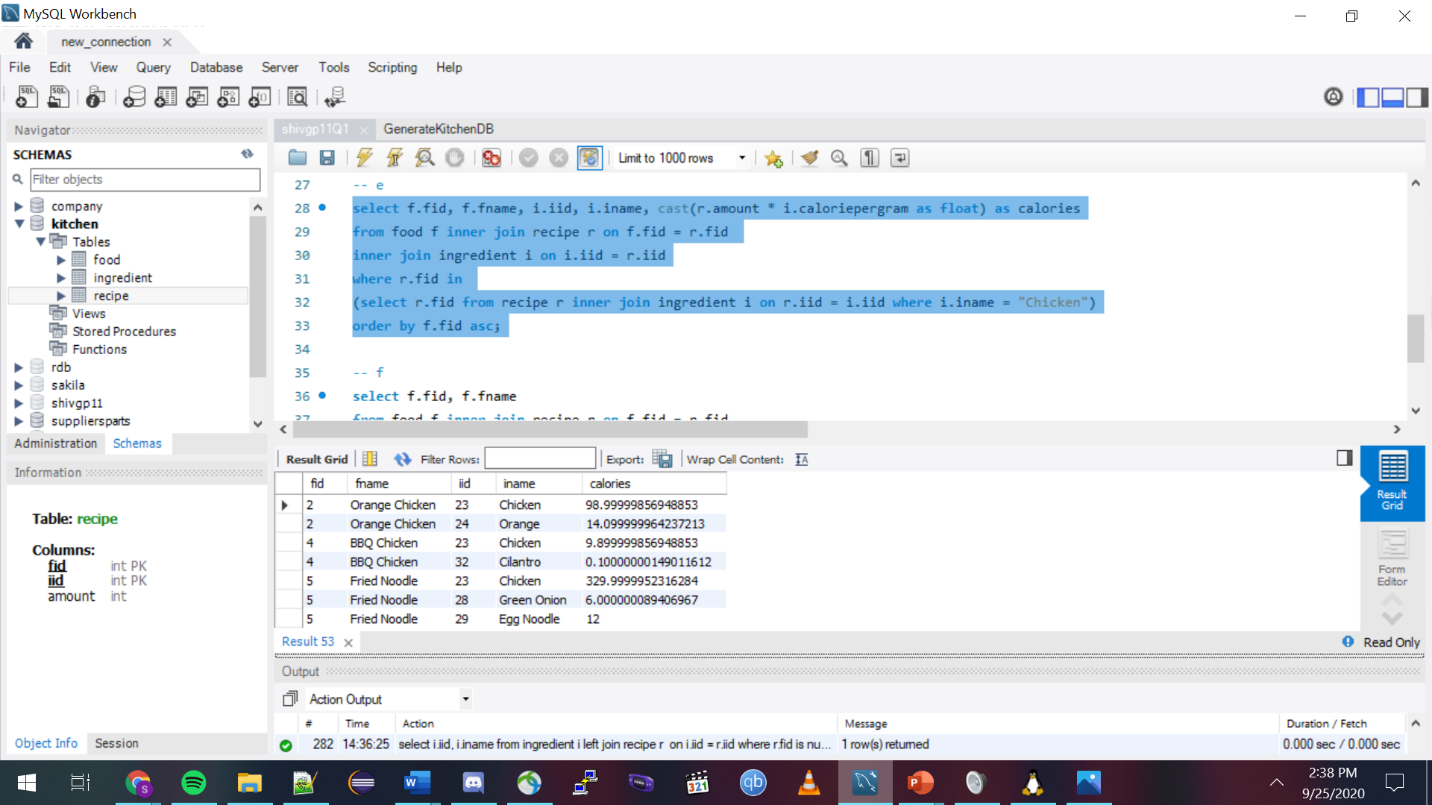 MySQL Workbench
new_connection
File Edit View Query Database Server Tools Scripting Help
Navigator
SCHEMAS
Filter objects
company
kitchen
Tables
food
ingredient
recipe
Views
Stored Procedures
Functions
rdb
sakila
shivgp11
suppliersparts
Administration Schemas
Information
Table: recipe
Columns:
fid int PK
iid int PK
amount int
Object Info Session
shivgp11Q1 GenerateKitchenDB
Limit to 1000 rows
27 -- e
28 select f.fid, f.fname, i.iid, i.iname, cast(r.amount * i.caloriepergram as float) as calories
29 from food f inner join recipe r on f.fid = r.fid
30 inner join ingredient i on i.iid = r.iid
31 where r.fid in
32 (select r.fid from recipe r inner join ingredient i on r.iid = i.iid where i.iname = "Chicken")
33 order by f.fid asc;
34
35 -- f
36 select f.fid, f.fname
37 from food f inner join recipe r on f.fid = r.fid
Result Grid Filter Rows: Export: Wrap Cell Content:
fid fname iid iname calories
2 Orange Chicken 23 Chicken 98.99999856948853
2 Orange Chicken 24 Orange 14.099999964237213
4 BBQ Chicken 23 Chicken 9.899999856948853
4 BBQ Chicken 32 Cilantro 0.10000000149011612
5 Fried Noodle 23 Chicken 329.9999952316284
5 Fried Noodle 28 Green Onion 6.000000089406967
5 Fried Noodle 29 Egg Noodle 12
Result Grid
Form Editor
Result 53
Read Only
Output
Action Output
# Time Action Message Duration / Fetch
282 14:36:25 select i.iid, i.iname from ingredient i left join recipe r on i.iid = r.iid where r.fid is nu... 1 row(s) returned 0.000 sec / 0.000 sec
2:38 PM
9/25/2020